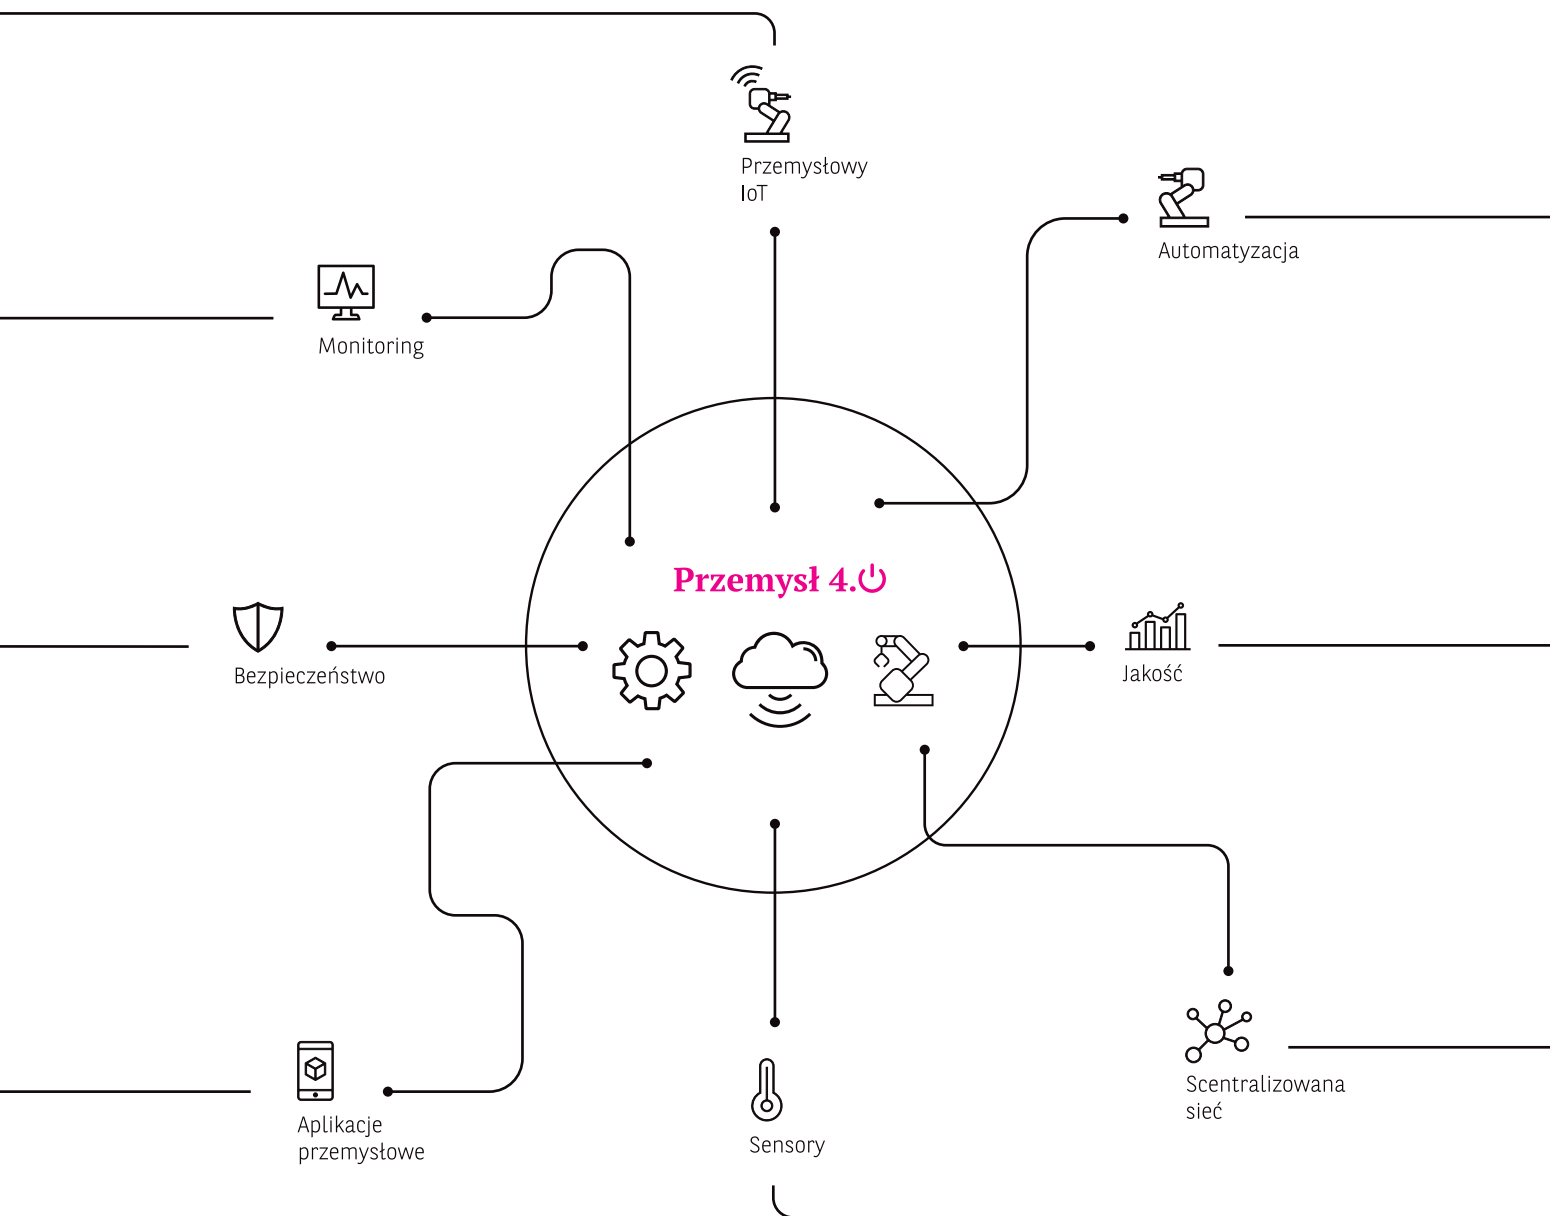 Przemysłowy
IoT
Automatyzacja
Monitoring
Przemysł 4.0
Bezpieczeństwo
Jakość
Scentralizowana
sieć
Aplikacje
przemysłowe
Sensory